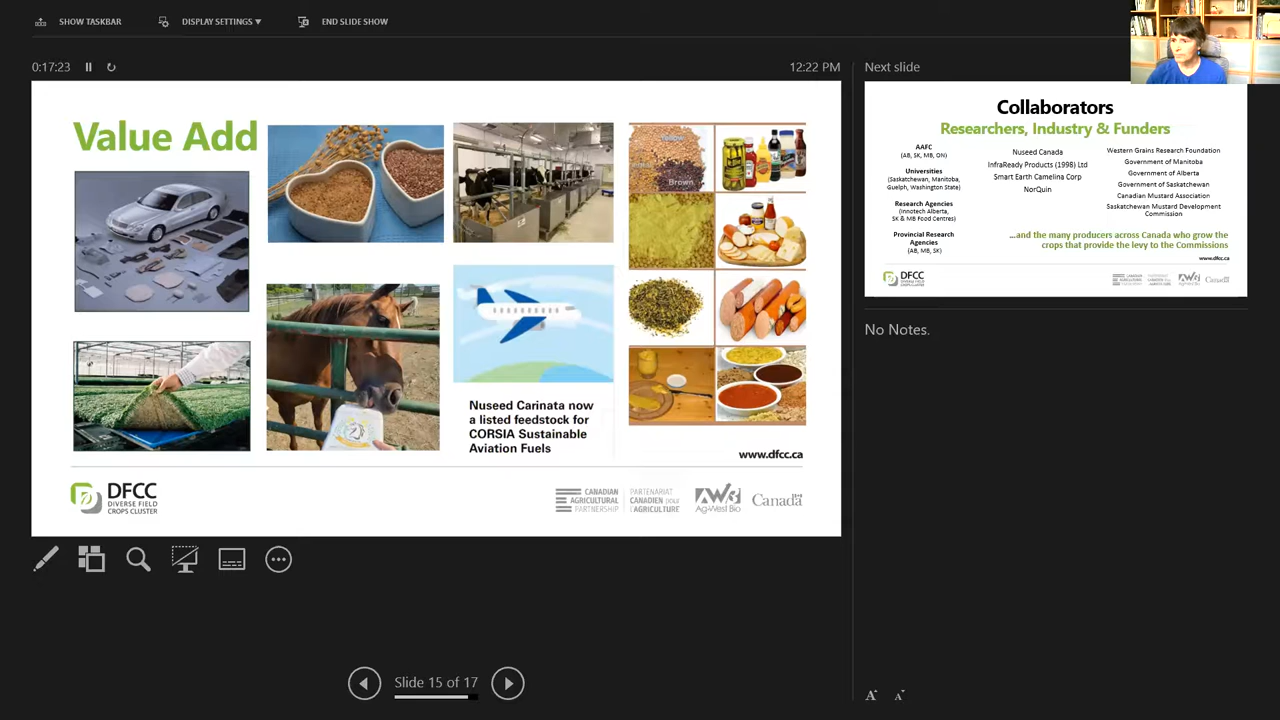 SHOW TASKBAR
DISPLAY SETTINGS ▼
END SLIDE SHOW
0:17:23
12:22 PM
Value Add
Brown
Nuseed Carinata now
a listed feedstock for
CORSIA Sustainable
Aviation Fuels
www.dfcc.ca
DFCC
DIVERSE FIELD
CROPS CLUSTER
CANADIAN
AGRICULTURAL
PARTNERSHIP
PARTENARIAT
CANADIEN pour
l'AGRICULTURE
AW3
Ag-West Bio
Canada
Slide 15 of 17
Next slide
Collaborators
Researchers, Industry & Funders
AAFC
(AB, SK, MB, ON)
Universities
(Saskatchewan, Manitoba,
Guelph, Washington State)
Research Agencies
(Innotech Alberta,
SK & MB Food Centres)
Provincial Research
Agencies
(AB, MB, SK)
Nuseed Canada
InfraReady Products (1998) Ltd
Smart Earth Camelina Corp
NorQuin
Western Grains Research Foundation
Government of Manitoba
Government of Alberta
Government of Saskatchewan
Canadian Mustard Association
Saskatchewan Mustard Development
Commission
...and the many producers across Canada who grow the
crops that provide the levy to the Commissions
www.dfcc.ca
DFCC
DIVERSE FIELD
CROPS CLUSTER
Canada
No Notes.
A A